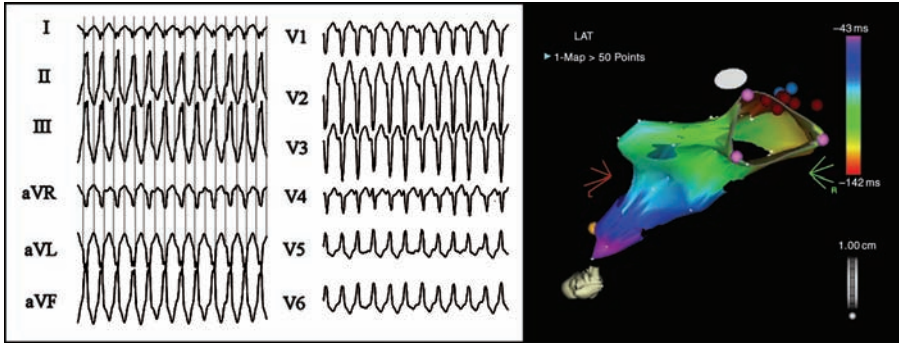 I
II
III
aVR
aVL
aVF
V1
V2
V3
V4
V5
V6
LAT
1-Map > 50 Points
−43 ms
−142 ms
L
R
1.00 cm